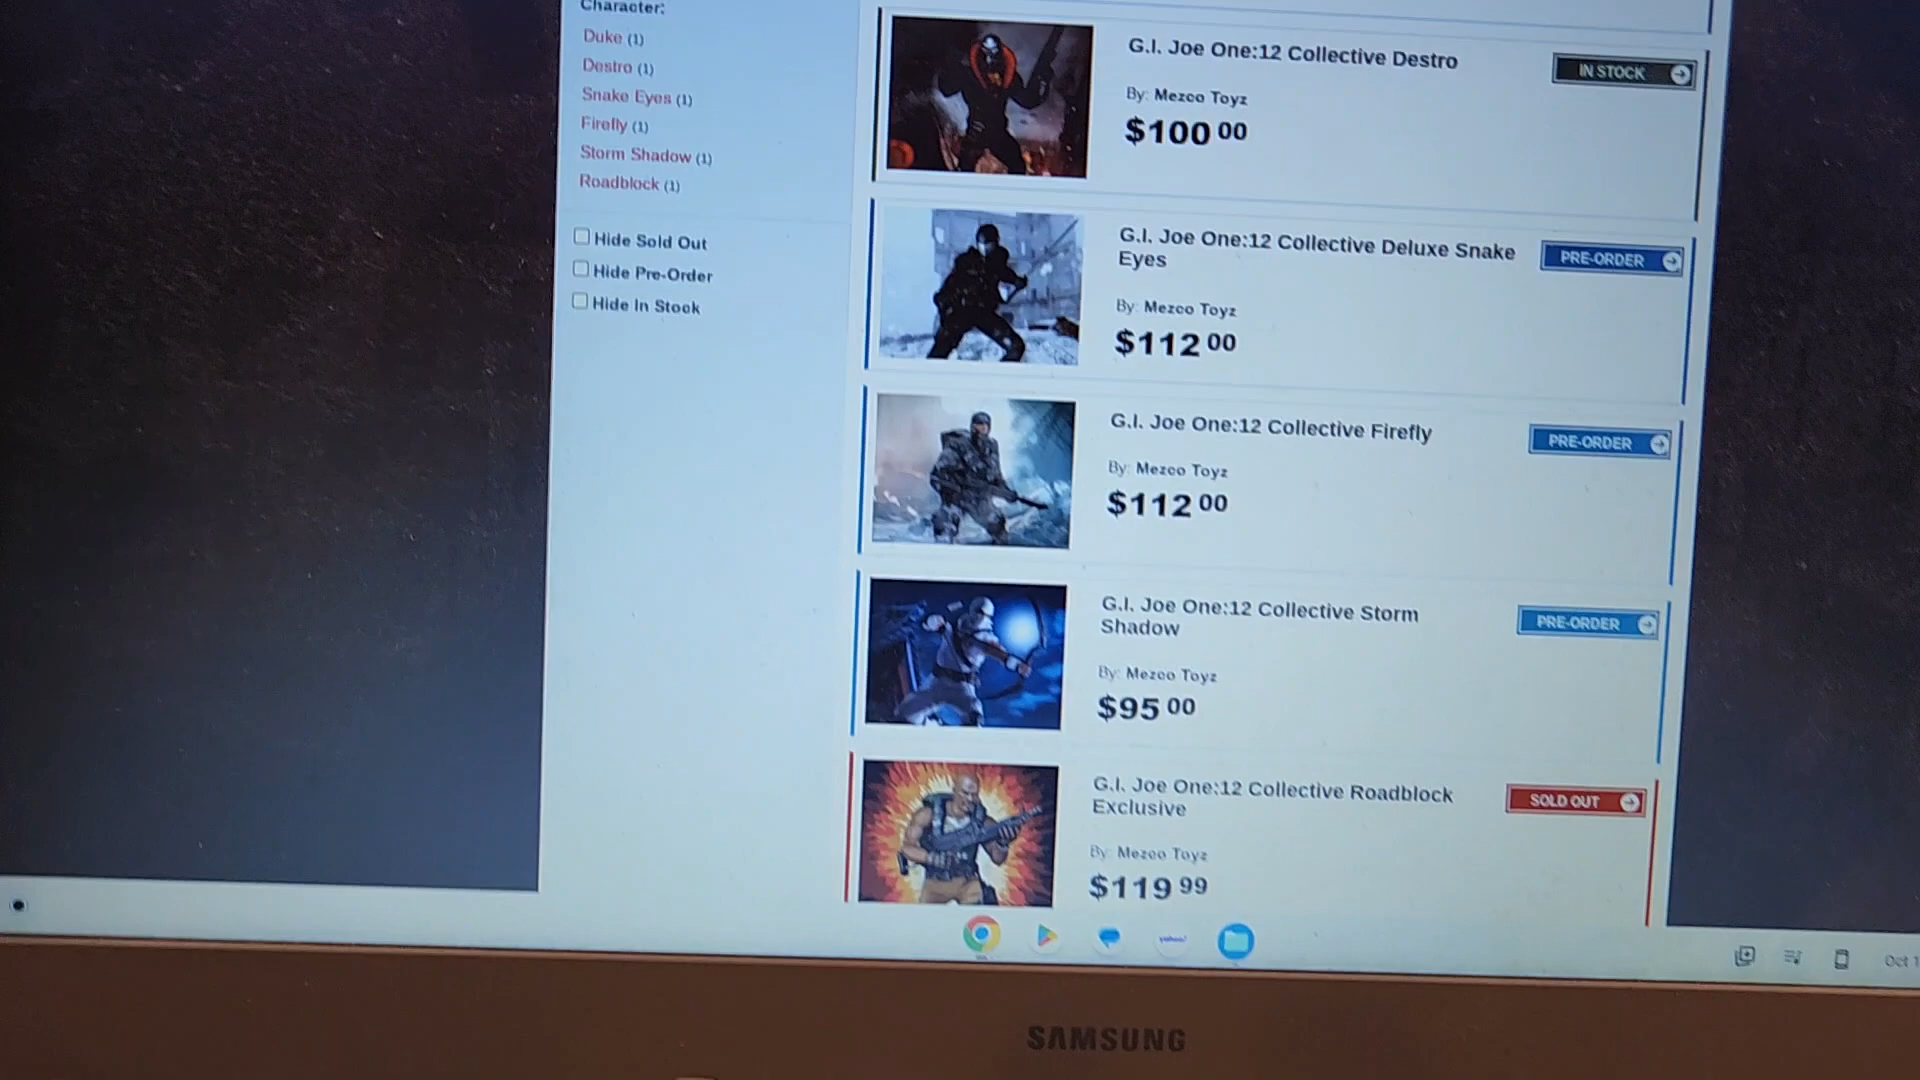 Character:
Duke (1)
Destro (1)
Snake Eyes (1)
Firefly (1)
Storm Shadow (1)
Roadblock (1)
Hide Sold Out
Hide Pre-Order
Hide In Stock
G.I. Joe One:12 Collective Destro
IN STOCK
By: Mezco Toyz
$100 00
G.I. Joe One:12 Collective Deluxe Snake
Eyes
PRE-ORDER
By: Mezco Toyz
$112 00
G.I. Joe One:12 Collective Firefly
PRE-ORDER
By: Mezco Toyz
$112 00
G.I. Joe One:12 Collective Storm
Shadow
PRE-ORDER
By: Mezco Toyz
$95 00
G.I. Joe One:12 Collective Roadblock
Exclusive
SOLD OUT
By: Mezco Toyz
$119 99
yahoo!
Oct 1
SAMSUNG